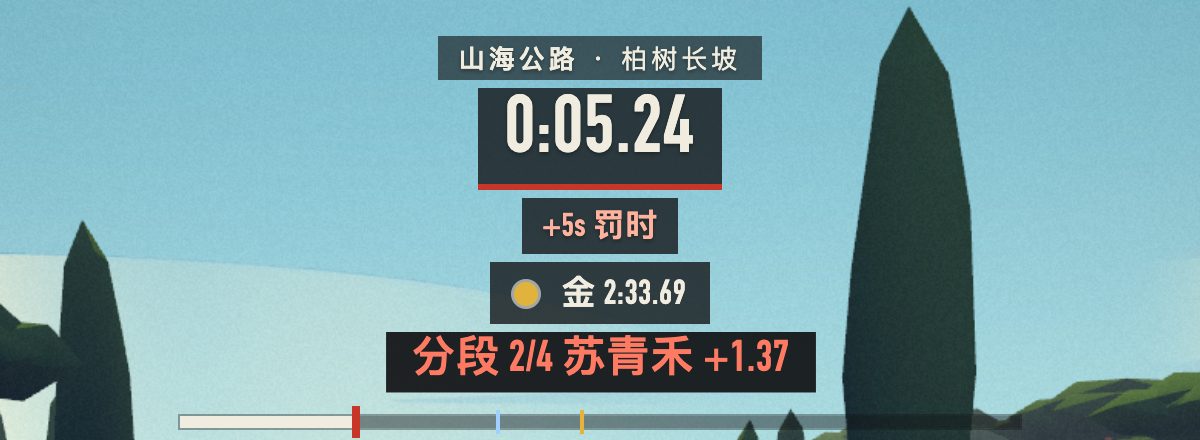 山海公路 · 柏树长坡
0:05.24
+5s 罚时
金 2:33.69
分段 2/4 苏青禾 +1.37